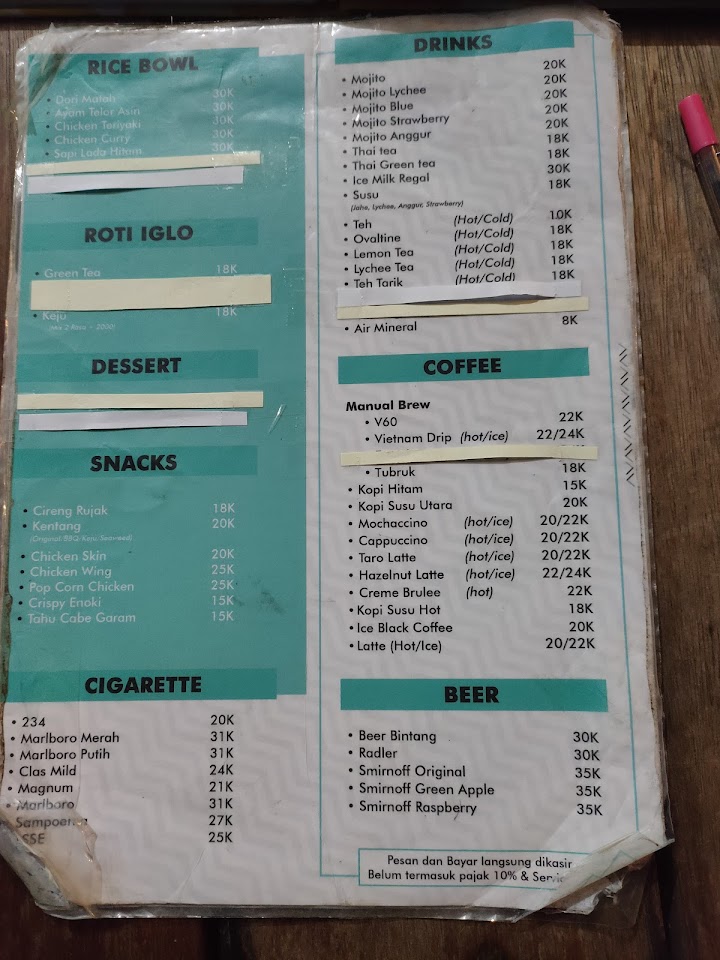 RICE BOWL
• Dori Matah 30K
• Ayam Telor Asin 30K
• Chicken Teriyaki 30K
• Chicken Curry 30K
• Sapi Lada Hitam 30K
ROTI IGLO
• Green Tea 18K
• Keju 18K
(Mix 2 Rasa + 2000)
DESSERT
SNACKS
• Cireng Rujak 18K
• Kentang 20K
(Original, BBQ, Keju, Seaweed)
• Chicken Skin 20K
• Chicken Wing 25K
• Pop Corn Chicken 25K
• Crispy Enoki 15K
• Tahu Cabe Garam 15K
CIGARETTE
• 234 20K
• Marlboro Merah 31K
• Marlboro Putih 31K
• Clas Mild 24K
• Magnum 21K
• Marlboro 31K
Sampoerna 27K
SSE 25K
DRINKS
• Mojito 20K
• Mojito Lychee 20K
• Mojito Blue 20K
• Mojito Strawberry 20K
• Mojito Anggur 20K
• Thai tea 18K
• Thai Green tea 18K
• Ice Milk Regal 30K
• Susu 18K
(Jahe, Lychee, Anggur, Strawberry)
• Teh (Hot/Cold) 10K
• Ovaltine (Hot/Cold) 18K
• Lemon Tea (Hot/Cold) 18K
• Lychee Tea (Hot/Cold) 18K
• Teh Tarik (Hot/Cold) 18K
• Air Mineral 8K
COFFEE
Manual Brew
• V60 22K
• Vietnam Drip (hot/ice) 22/24K
• Tubruk 18K
• Kopi Hitam 15K
• Kopi Susu Utara 20K
• Mochaccino (hot/ice) 20/22K
• Cappuccino (hot/ice) 20/22K
• Taro Latte (hot/ice) 20/22K
• Hazelnut Latte (hot/ice) 22/24K
• Creme Brulee (hot) 22K
• Kopi Susu Hot 18K
• Ice Black Coffee 20K
• Latte (Hot/Ice) 20/22K
BEER
• Beer Bintang 30K
• Radler 30K
• Smirnoff Original 35K
• Smirnoff Green Apple 35K
• Smirnoff Raspberry 35K
Pesan dan Bayar langsung dikasir
Belum termasuk pajak 10% & Servi